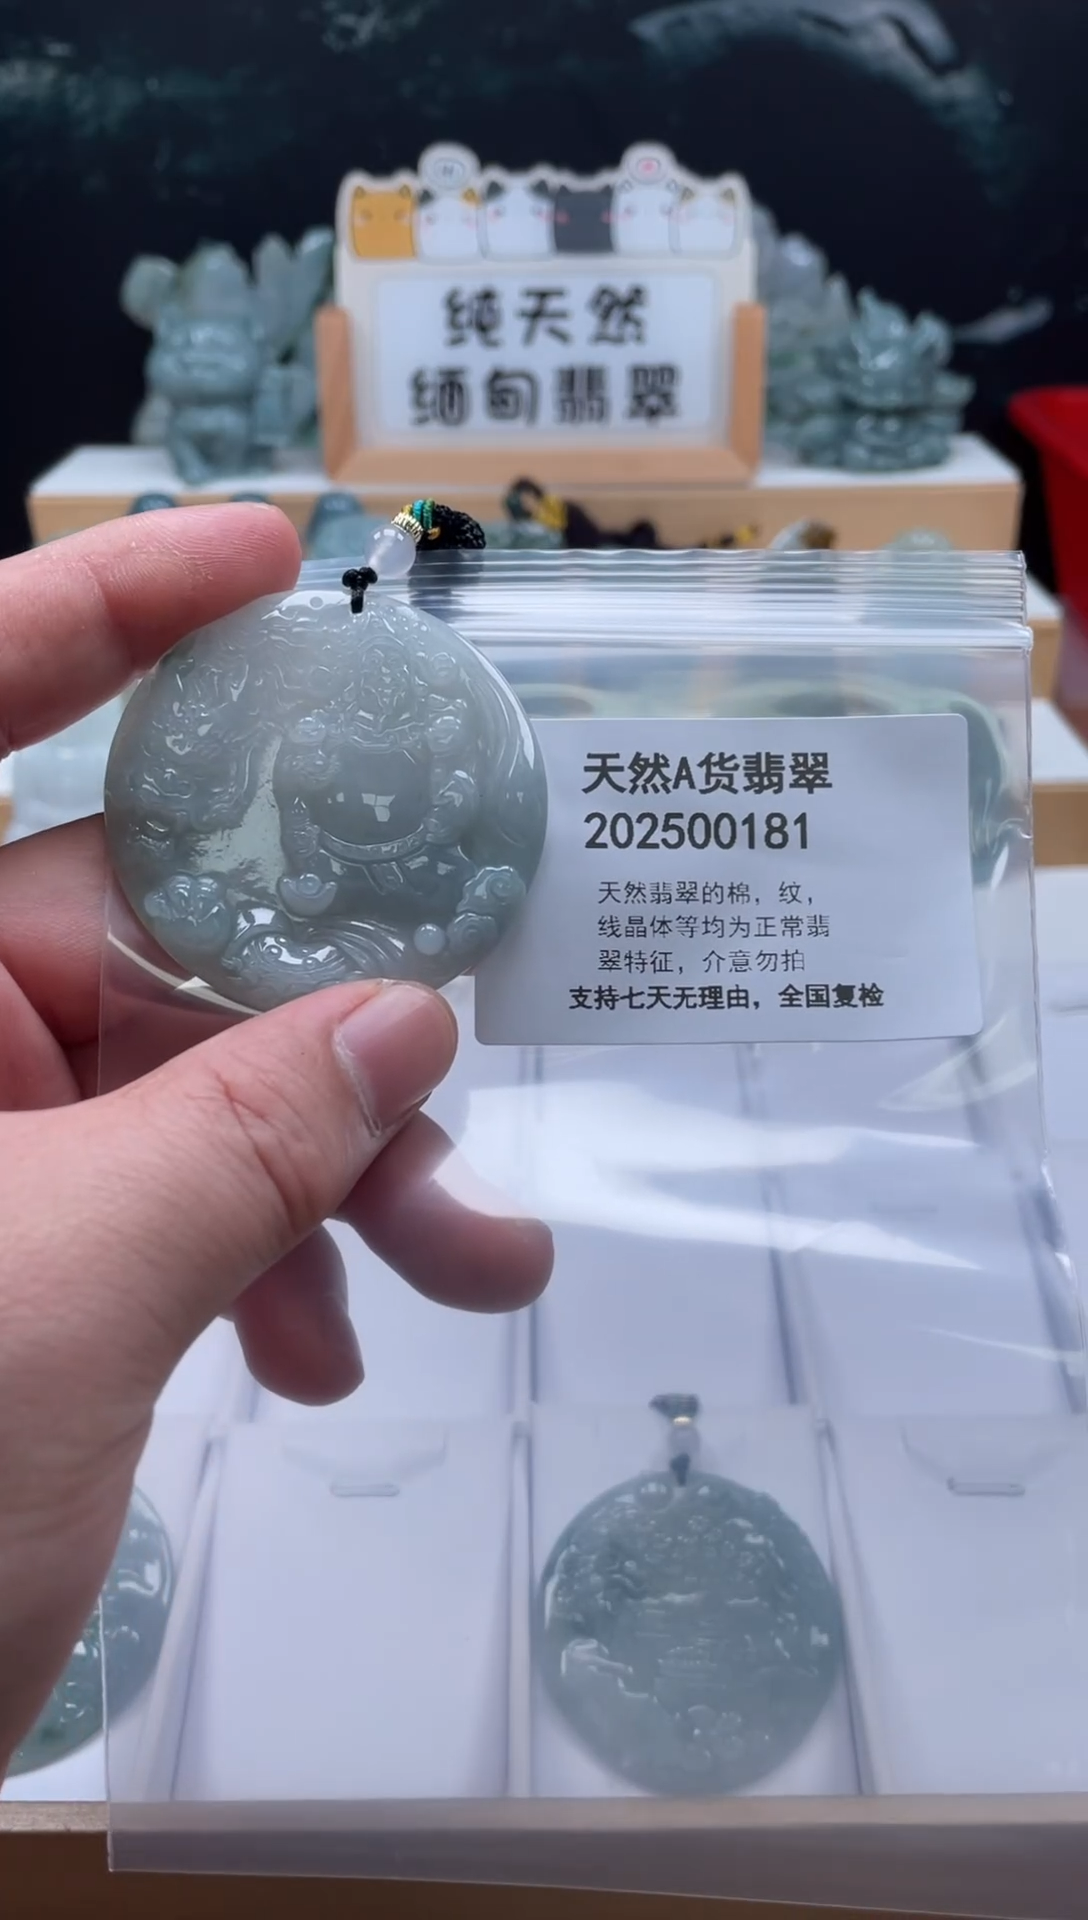 纯天然
缅甸翡翠
天然A货翡翠
202500181
天然翡翠的棉，纹，
线晶体等均为正常翡
翠特征，介意勿拍
支持七天无理由，全国复检